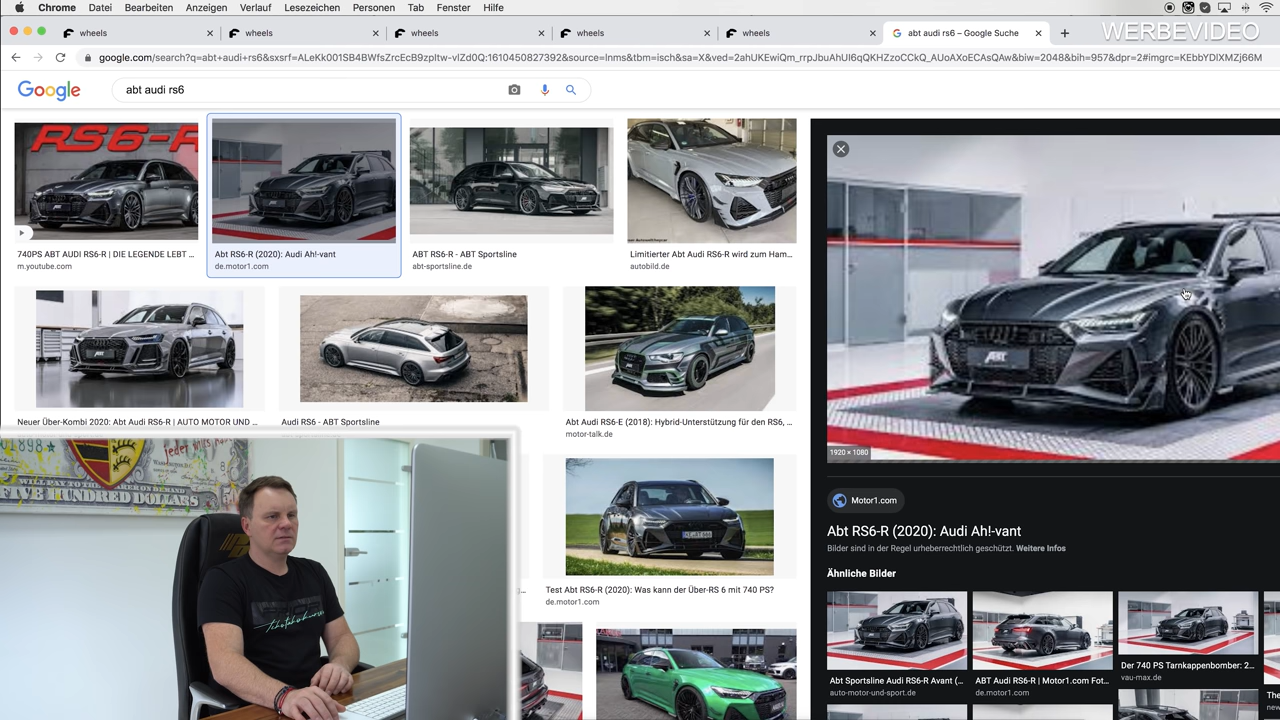 Chrome Datei Bearbeiten Anzeigen Verlauf Lesezeichen Personen Tab Fenster Hilfe
wheels
wheels
wheels
wheels
wheels
abt audi rs6 – Google Suche
WERBEVIDEO
google.com/search?q=abt+audi+rs6&sxsrf=ALeKk001SB4BWfsZrcEcB9zpItw-vIZd0Q:1610450827392&source=lnms&tbm=isch&sa=X&ved=2ahUKEwiQm_rrpJbuAhUI6qQKHZzoCCkQ_AUoAXoECAsQAw&biw=2048&bih=957&dpr=2#imgrc=KEbbYDlXMZj66M
Google
abt audi rs6
RS6-R
740PS ABT AUDI RS6-R | DIE LEGENDE LEBT ...
m.youtube.com
Abt RS6-R (2020): Audi Ah!-vant
de.motor1.com
ABT RS6-R - ABT Sportsline
abt-sportsline.de
Limitierter Abt Audi RS6-R wird zum Ham...
autobild.de
Neuer Über-Kombi 2020: Abt Audi RS6-R | AUTO MOTOR UND ...
Audi RS6 - ABT Sportsline
Abt Audi RS6-E (2018): Hybrid-Unterstützung für den RS6, ...
motor-talk.de
Test Abt RS6-R (2020): Was kann der Über-RS 6 mit 740 PS?
de.motor1.com
ABT
1920 × 1080
Motor1.com
Abt RS6-R (2020): Audi Ah!-vant
Bilder sind in der Regel urheberrechtlich geschützt. Weitere Infos
Ähnliche Bilder
Abt Sportsline Audi RS6-R Avant (...
auto-motor-und-sport.de
ABT Audi RS6-R | Motor1.com Fot...
de.motor1.com
Der 740 PS Tarnkappenbomber: 2...
vau-max.de
The
new
FIVE HUNDRED DOLLARS